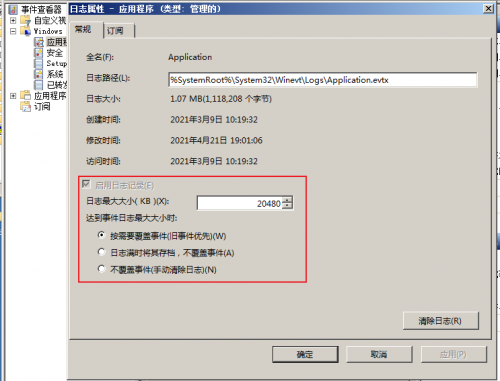 事件查看器
自定义视
Windows
应用程
安全
Setup
系统
已转发
应用程序
订阅
日志属性 - 应用程序 (类型: 管理的)
常规
订阅
全名(F): Application
日志路径(L): %SystemRoot%\System32\Winevt\Logs\Application.evtx
日志大小: 1.07 MB(1,118,208 个字节)
创建时间: 2021年3月9日 10:19:32
修改时间: 2021年4月21日 19:01:06
访问时间: 2021年3月9日 10:19:32
启用日志记录(E)
日志最大大小( KB )(X): 20480
达到事件日志最大大小时:
按需要覆盖事件(旧事件优先)(W)
日志满时将其存档，不覆盖事件(A)
不覆盖事件(手动清除日志)(N)
清除日志(R)
确定
取消
应用(P)